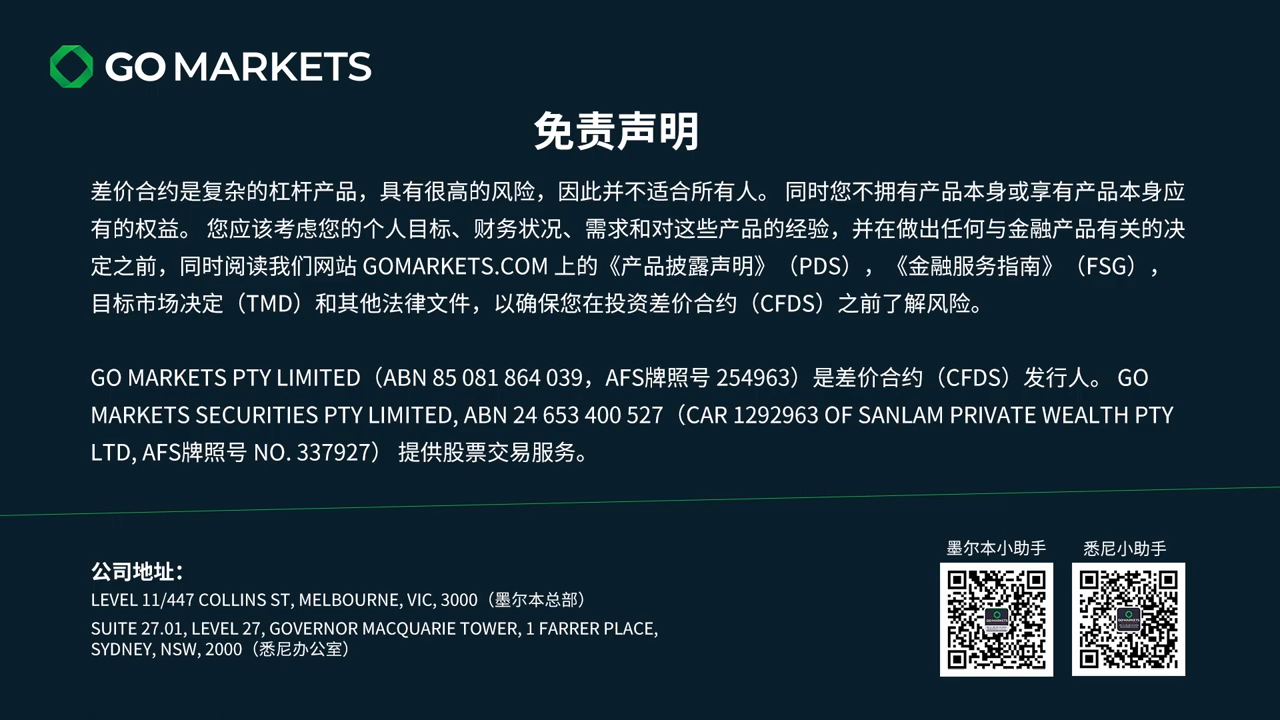 GO MARKETS
免责声明
差价合约是复杂的杠杆产品，具有很高的风险，因此并不适合所有人。 同时您不拥有产品本身或享有产品本身应
有的权益。 您应该考虑您的个人目标、财务状况、需求和对这些产品的经验，并在做出任何与金融产品有关的决
定之前，同时阅读我们网站 GOMARKETS.COM 上的《产品披露声明》（PDS），《金融服务指南》（FSG），
目标市场决定（TMD）和其他法律文件，以确保您在投资差价合约（CFDS）之前了解风险。
GO MARKETS PTY LIMITED（ABN 85 081 864 039，AFS牌照号 254963）是差价合约（CFDS）发行人。 GO
MARKETS SECURITIES PTY LIMITED, ABN 24 653 400 527（CAR 1292963 OF SANLAM PRIVATE WEALTH PTY
LTD, AFS牌照号 NO. 337927） 提供股票交易服务。
公司地址：
LEVEL 11/447 COLLINS ST, MELBOURNE, VIC, 3000（墨尔本总部）
SUITE 27.01, LEVEL 27, GOVERNOR MACQUARIE TOWER, 1 FARRER PLACE,
SYDNEY, NSW, 2000（悉尼办公室）
墨尔本小助手
悉尼小助手